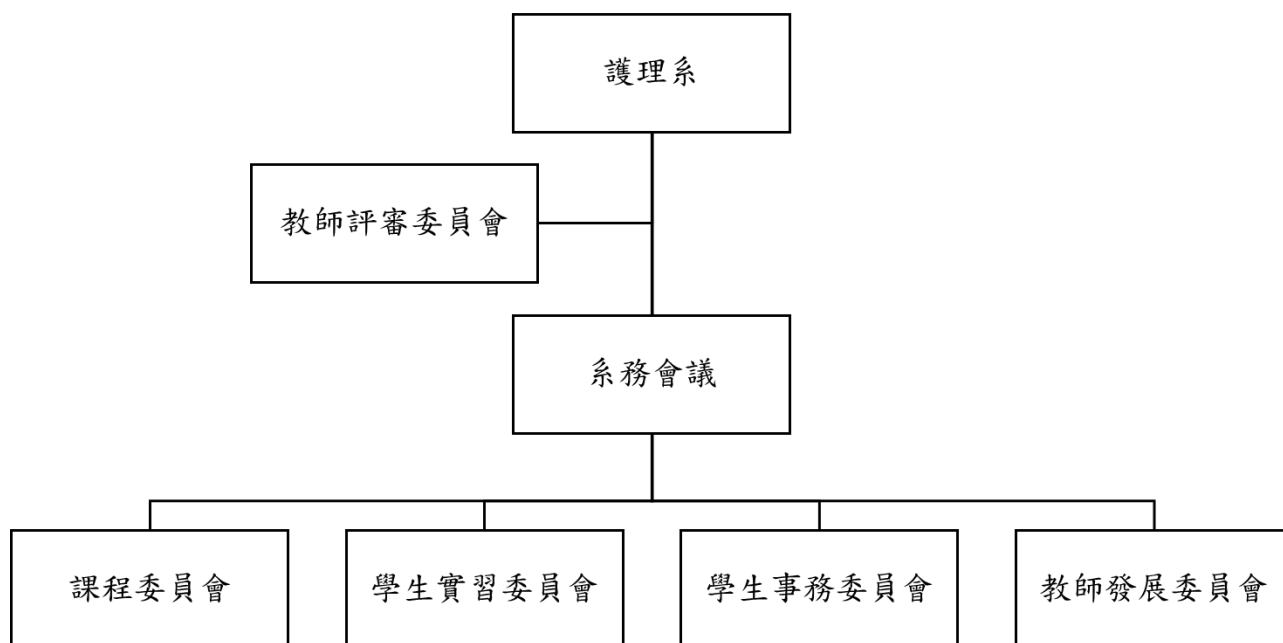 護理系
教師評審委員會
系務會議
課程委員會
學生實習委員會
學生事務委員會
教師發展委員會